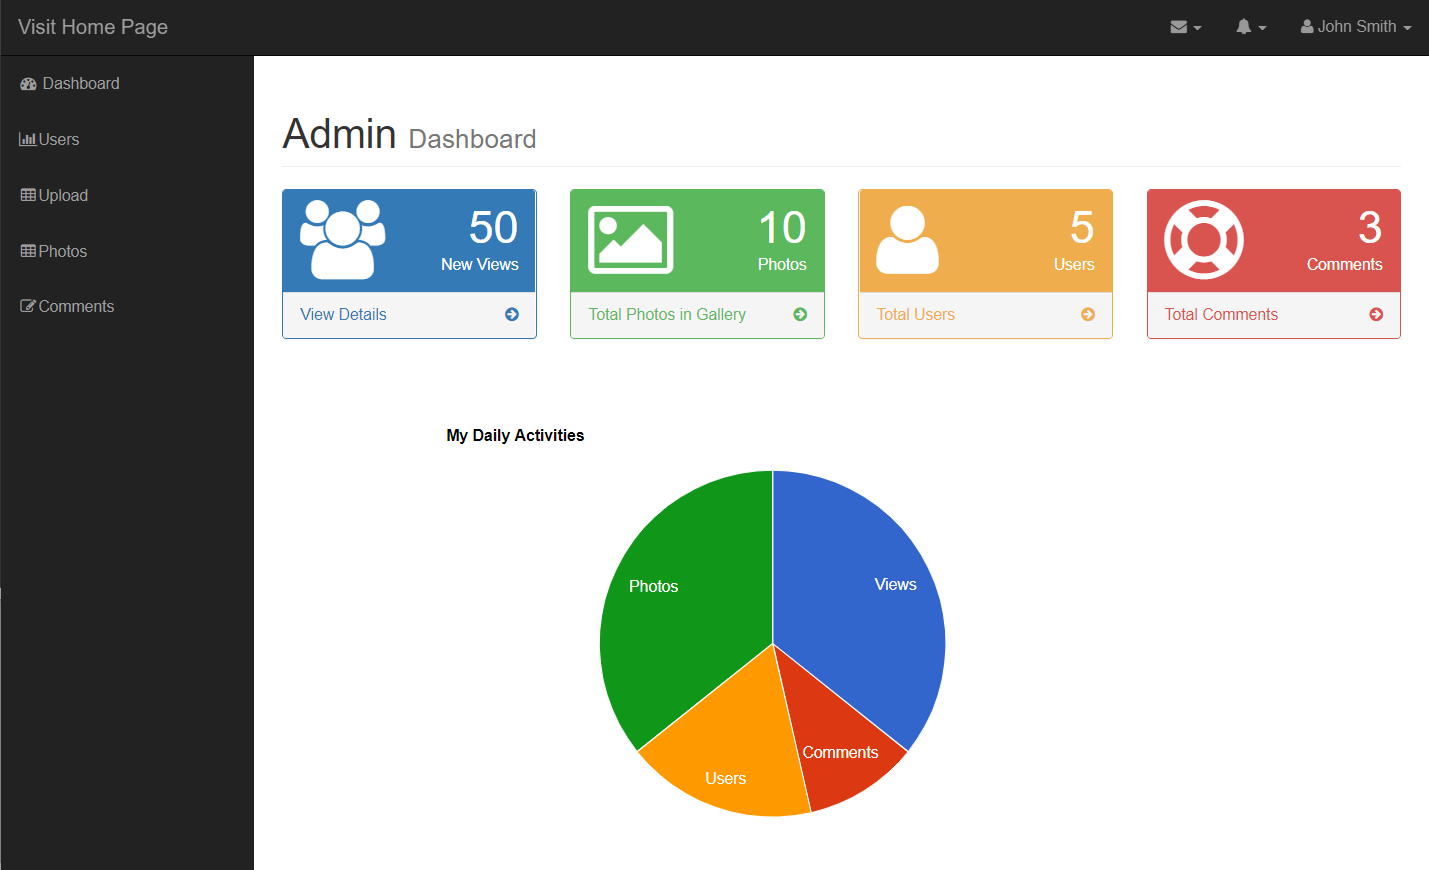 Visit Home Page
John Smith
Dashboard
Users
Upload
Photos
Comments
Admin Dashboard
50
New Views
View Details
10
Photos
Total Photos in Gallery
5
Users
Total Users
3
Comments
Total Comments
My Daily Activities
Photos
Views
Comments
Users